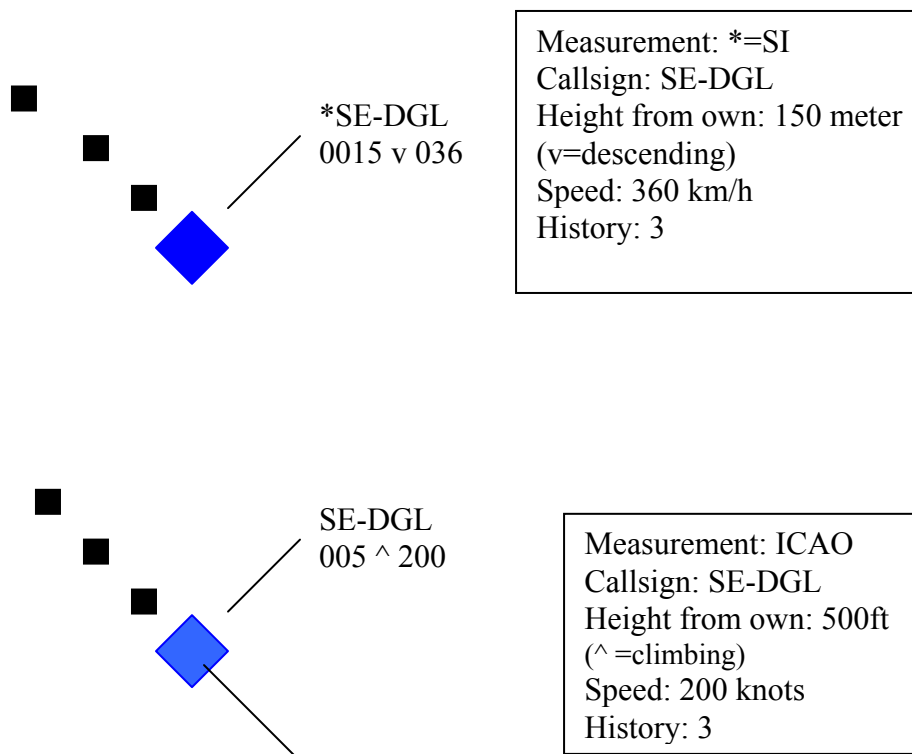 *SE-DGL
0015 v 036
Measurement: *=SI
Callsign: SE-DGL
Height from own: 150 meter
(v=descending)
Speed: 360 km/h
History: 3
SE-DGL
005 ^ 200
Measurement: ICAO
Callsign: SE-DGL
Height from own: 500ft
(^ =climbing)
Speed: 200 knots
History: 3